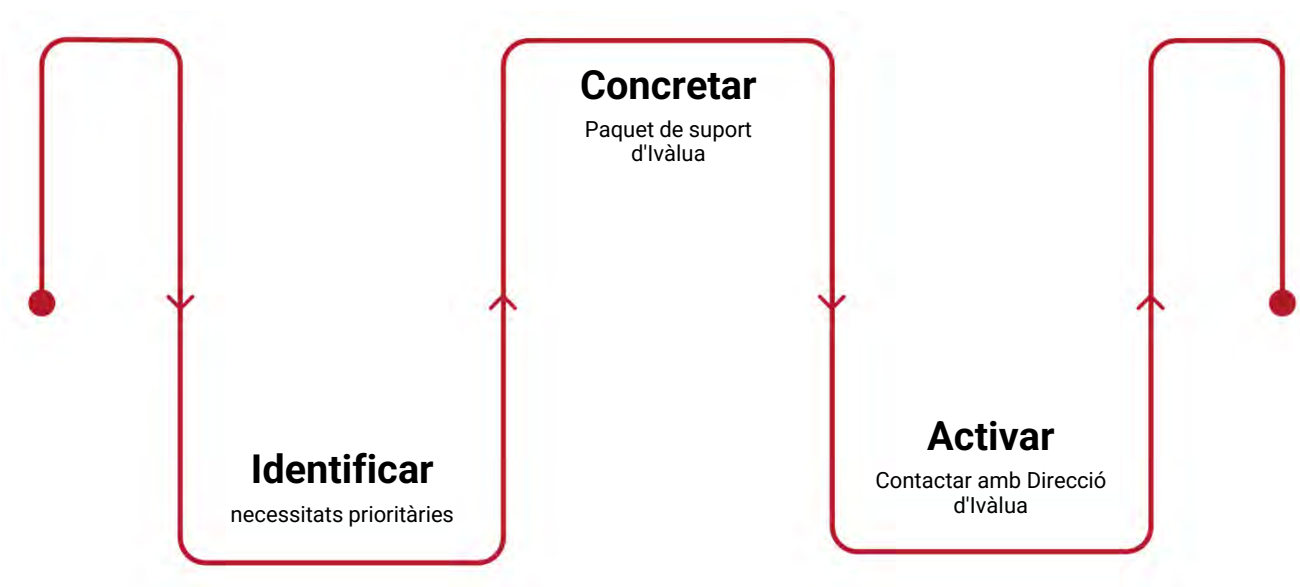 Identificar
necessitats prioritàries
Concretar
Paquet de suport
d'Ivàlua
Activar
Contactar amb Direcció
d'Ivàlua